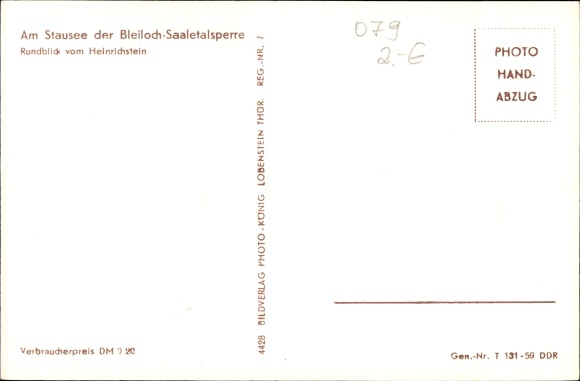 Am Stausee der Bleiloch-Saaletalsperre
Rundblick vom Heinrichstein
079
2.-€
PHOTO
HAND-
ABZUG
4428 BILDVERLAG PHOTO-KÖNIG LOBENSTEIN THÜR. REG.-NR. 7
Verbraucherpreis DM 0 20
Gen.-Nr. T 131-59 DDR